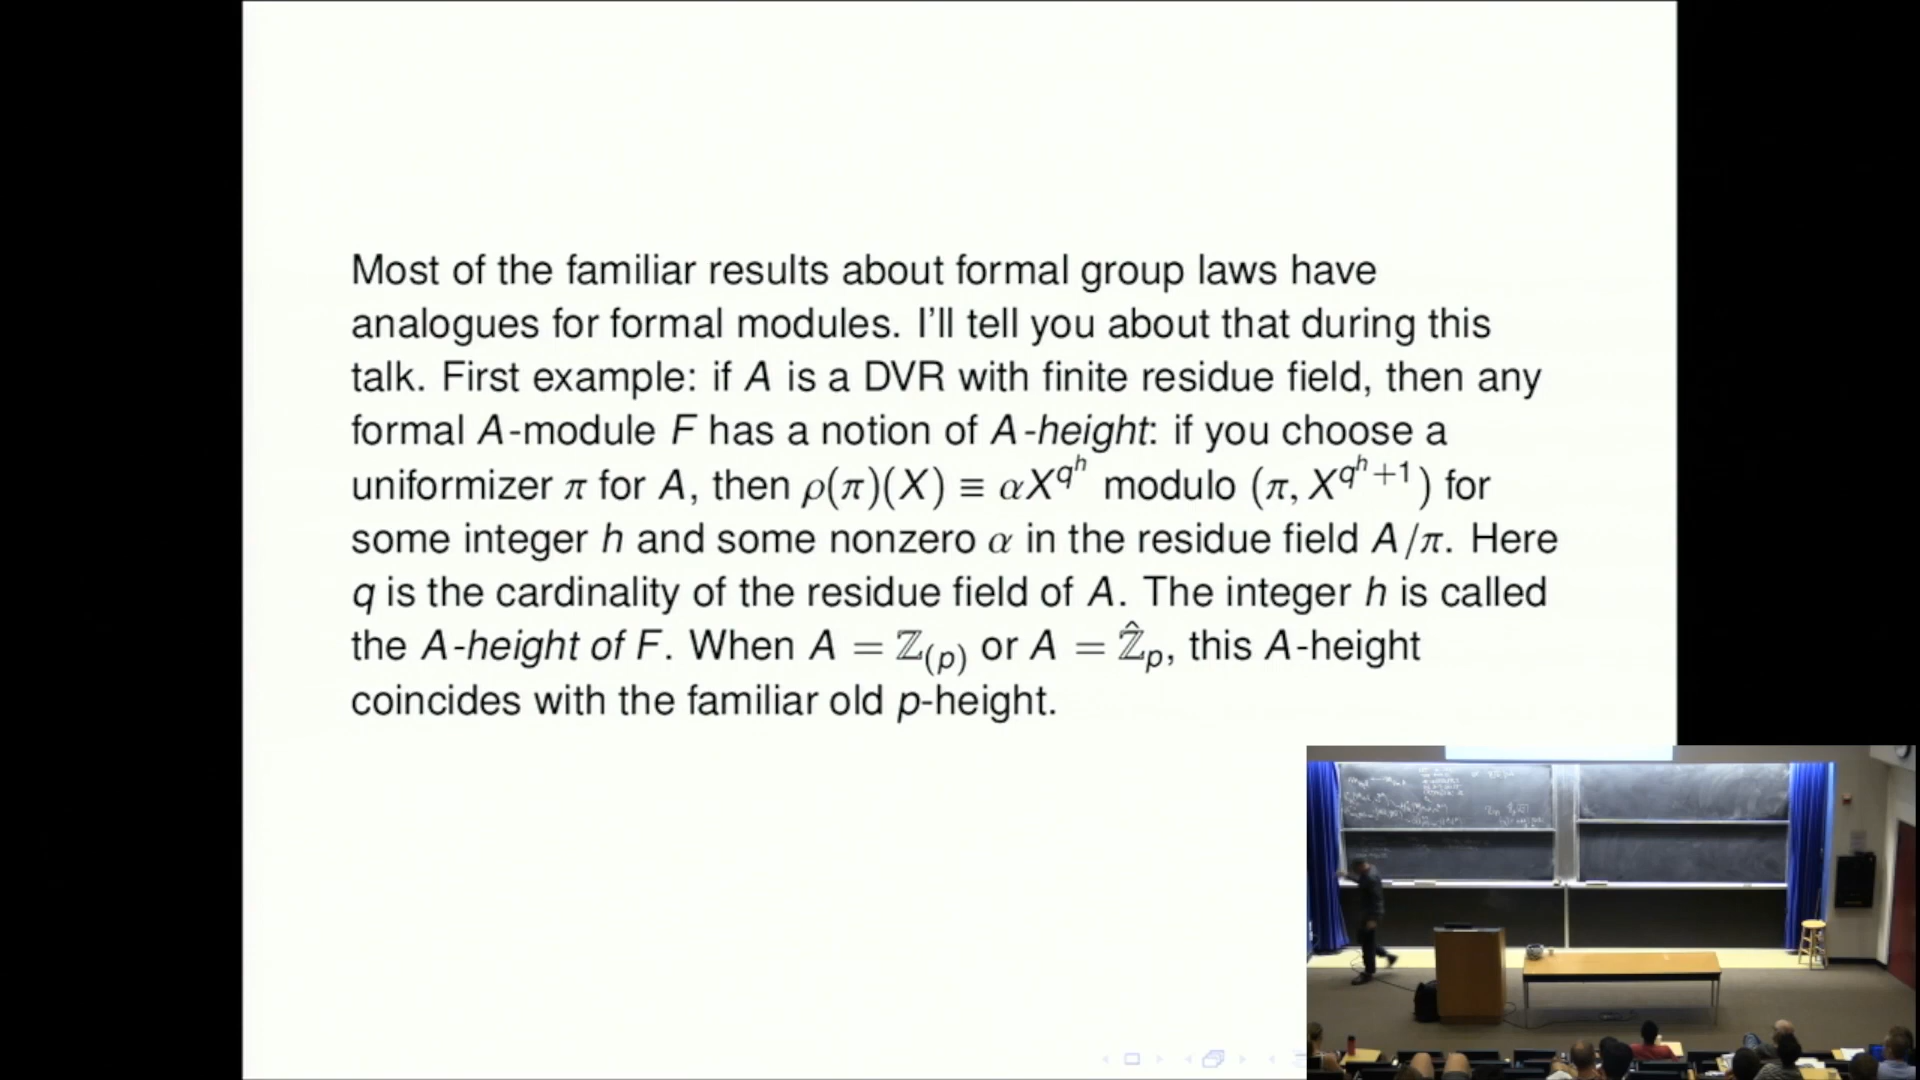 Most of the familiar results about formal group laws have
analogues for formal modules. I'll tell you about that during this
talk. First example: if A is a DVR with finite residue field, then any
formal A-module F has a notion of A-height: if you choose a
uniformizer π for A, then ρ(π)(X) ≡ αX^{q^h} modulo (π, X^{q^h+1}) for
some integer h and some nonzero α in the residue field A/π. Here
q is the cardinality of the residue field of A. The integer h is called
the A-height of F. When A = ℤ_{(p)} or A = \hat{ℤ}_p, this A-height
coincides with the familiar old p-height.